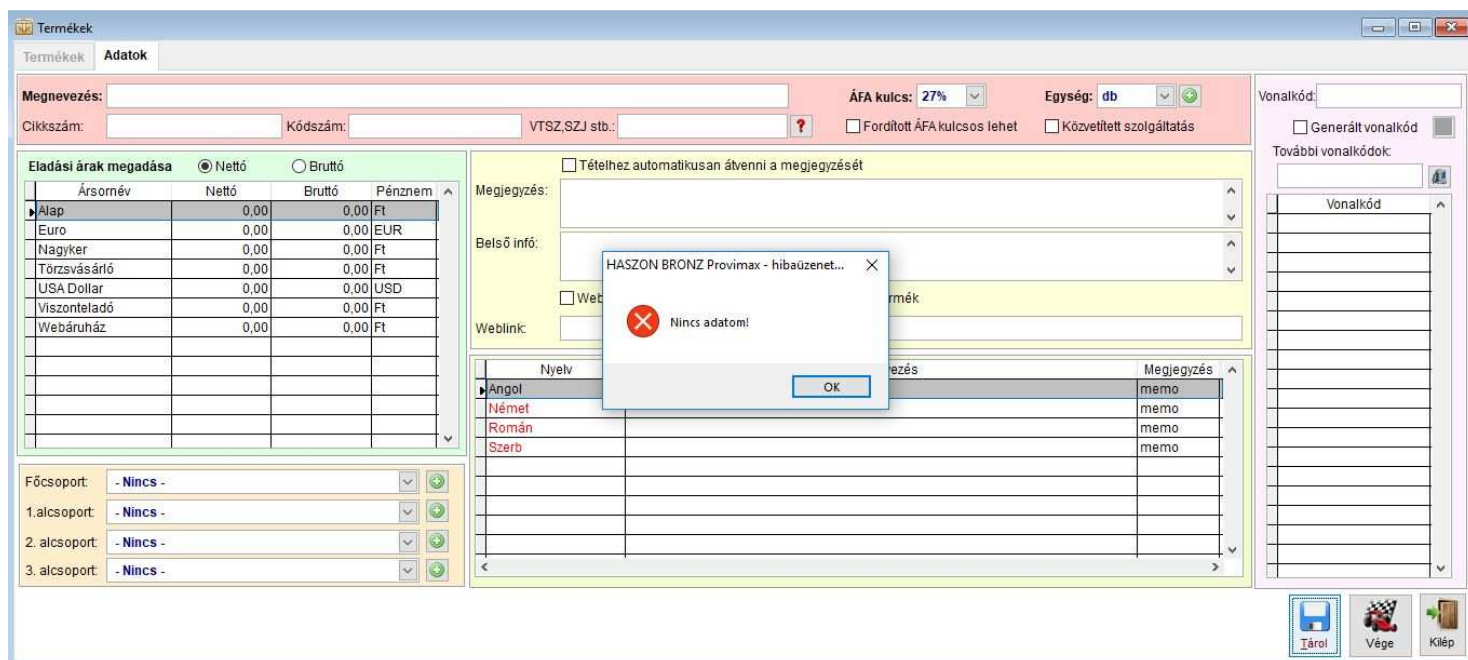 Termékek
Termékek Adatok
Megnevezés: ÁFA kulcs: 27% Egység: db
Cikkszám: Kódszám: VTSZ,SZJ stb.: ? Fordított ÁFA kulcsos lehet Közvetített szolgáltatás
Eladási árak megadása Nettó Bruttó
Ársornév Nettó Bruttó Pénznem
Alap 0,00 0,00 Ft
Euro 0,00 0,00 EUR
Nagyker 0,00 0,00 Ft
Törzsvásárló 0,00 0,00 Ft
USA Dollar 0,00 0,00 USD
Viszonteladó 0,00 0,00 Ft
Webáruház 0,00 0,00 Ft
Főcsoport: - Nincs -
1.alcsoport: - Nincs -
2. alcsoport: - Nincs -
3. alcsoport: - Nincs -
Tételhez automatikusan átvenni a megjegyzését
Megjegyzés:
Belső infó:
Web rmék
Weblink:
HASZON BRONZ Provimax - hibaüzenet...
Nincs adatom!
OK
Nyelv ezés Megjegyzés
Angol memo
Német memo
Román memo
Szerb memo
Vonalkód:
Generált vonalkód
További vonalkódok:
Vonalkód
Tárol Vége Kilép